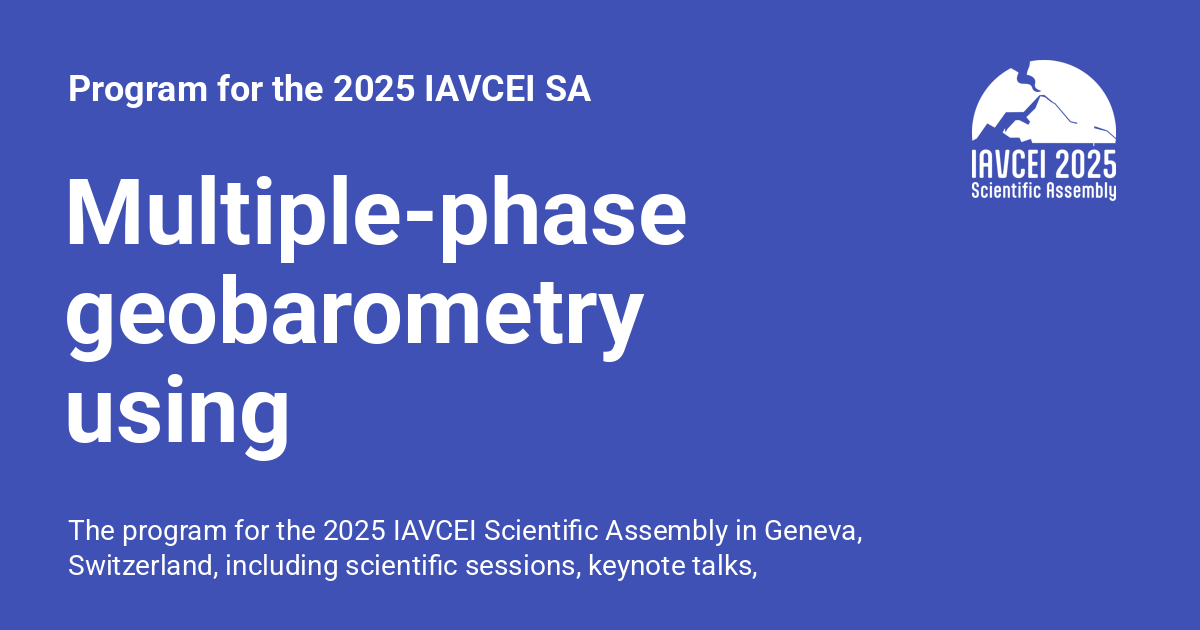 Program for the 2025 IAVCEI SA
IAVCEI 2025
Scientific Assembly
Multiple-phase
geobarometry
using
The program for the 2025 IAVCEI Scientific Assembly in Geneva,
Switzerland, including scientific sessions, keynote talks,